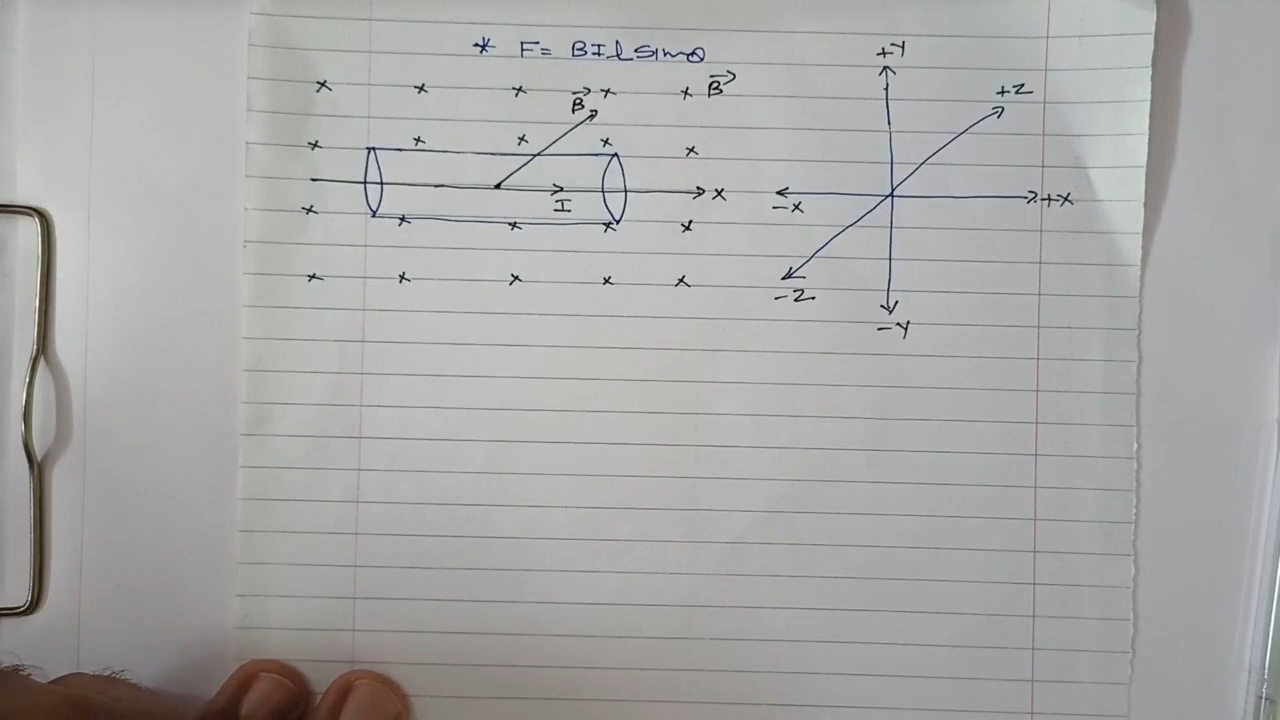 * F = BIl Sinθ
x x x x x B→
B→
x x x x x
I
x
x x x x x
x x x x x
+Y
+Z
-X
+X
-Z
-Y